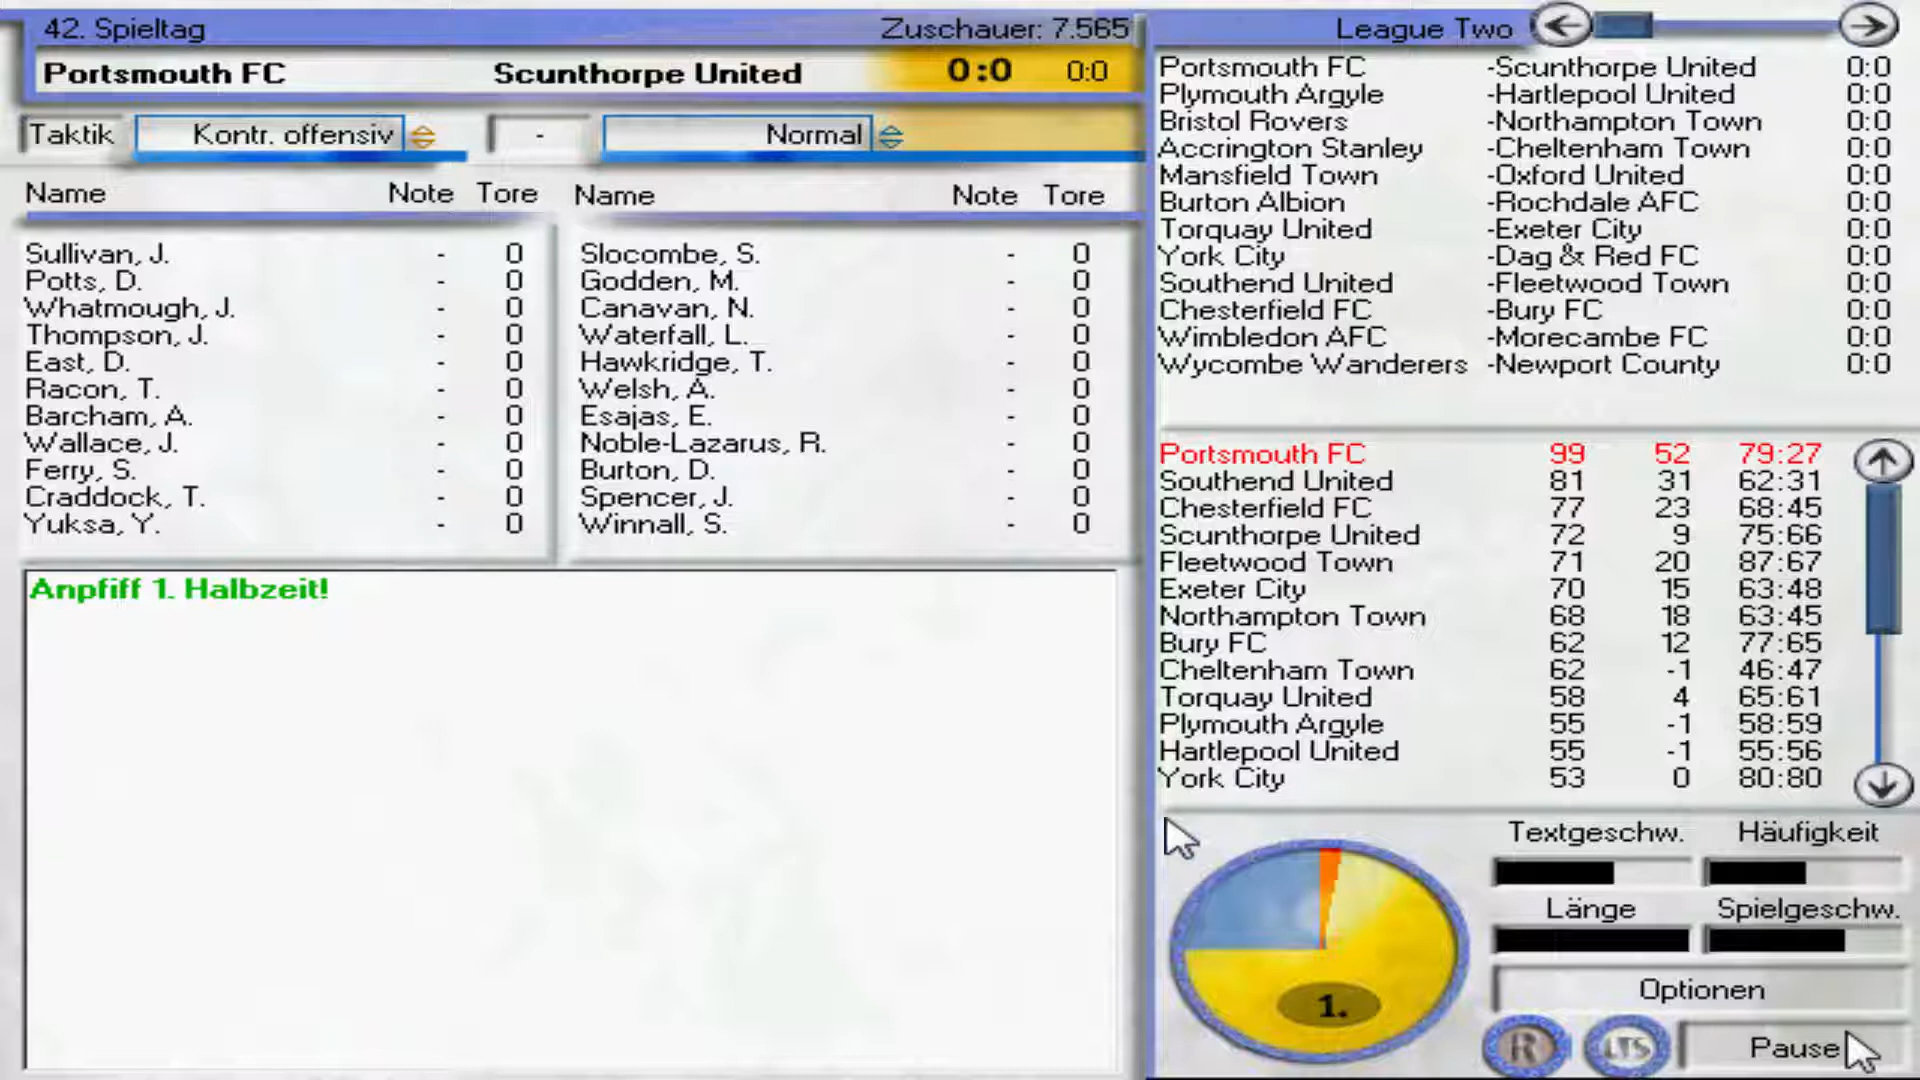 42. Spieltag Zuschauer: 7.565
Portsmouth FC Scunthorpe United 0:0 0:0
Taktik Kontr. offensiv - Normal
Name Note Tore Name Note Tore
Sullivan, J. - 0 Slocombe, S. - 0
Potts, D. - 0 Godden, M. - 0
Whatmough, J. - 0 Canavan, N. - 0
Thompson, J. - 0 Waterfall, L. - 0
East, D. - 0 Hawkridge, T. - 0
Racon, T. - 0 Welsh, A. - 0
Barcham, A. - 0 Esajas, E. - 0
Wallace, J. - 0 Noble-Lazarus, R. - 0
Ferry, S. - 0 Burton, D. - 0
Craddock, T. - 0 Spencer, J. - 0
Yuksa, Y. - 0 Winnall, S. - 0
Anpfiff 1. Halbzeit!
League Two
Portsmouth FC -Scunthorpe United 0:0
Plymouth Argyle -Hartlepool United 0:0
Bristol Rovers -Northampton Town 0:0
Accrington Stanley -Cheltenham Town 0:0
Mansfield Town -Oxford United 0:0
Burton Albion -Rochdale AFC 0:0
Torquay United -Exeter City 0:0
York City -Dag & Red FC 0:0
Southend United -Fleetwood Town 0:0
Chesterfield FC -Bury FC 0:0
Wimbledon AFC -Morecambe FC 0:0
Wycombe Wanderers -Newport County 0:0
Portsmouth FC 99 52 79:27
Southend United 81 31 62:31
Chesterfield FC 77 23 68:45
Scunthorpe United 72 9 75:66
Fleetwood Town 71 20 87:67
Exeter City 70 15 63:48
Northampton Town 68 18 63:45
Bury FC 62 12 77:65
Cheltenham Town 62 -1 46:47
Torquay United 58 4 65:61
Plymouth Argyle 55 -1 58:59
Hartlepool United 55 -1 55:56
York City 53 0 80:80
Textgeschw. Häufigkeit
Länge Spielgeschw.
1.
Optionen
R LTS Pause